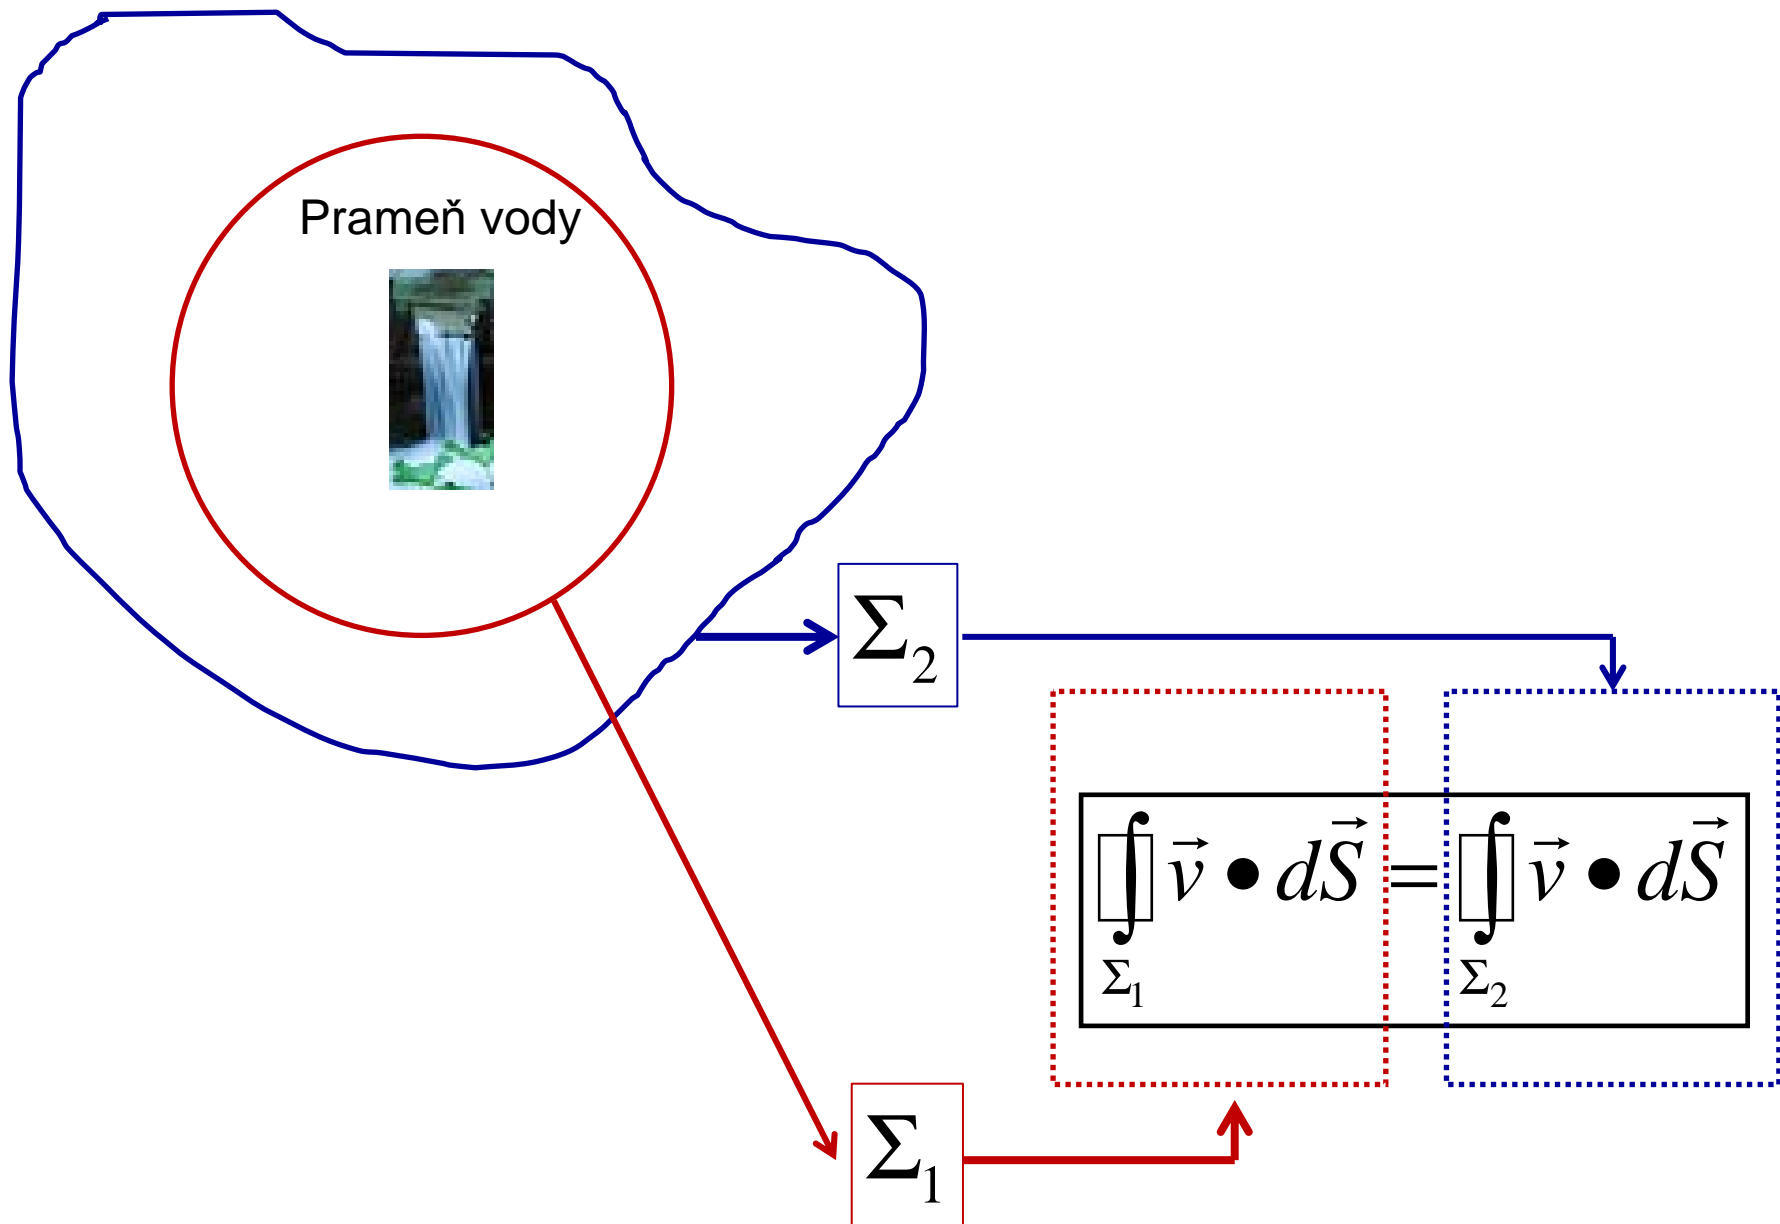 Prameň vody
Σ₂
∮ v⃗ • dS⃗ = ∮ v⃗ • dS⃗
Σ₁ Σ₂
Σ₁